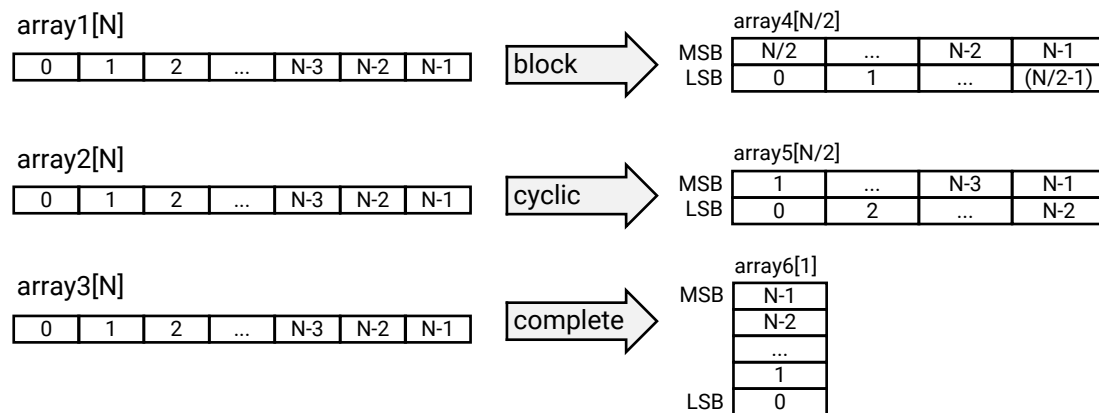 array1[N]
0 1 2 ... N-3 N-2 N-1
block
array4[N/2]
MSB N/2 ... N-2 N-1
LSB 0 1 ... (N/2-1)
array2[N]
0 1 2 ... N-3 N-2 N-1
cyclic
array5[N/2]
MSB 1 ... N-3 N-1
LSB 0 2 ... N-2
array3[N]
0 1 2 ... N-3 N-2 N-1
complete
array6[1]
MSB N-1
N-2
...
1
LSB 0